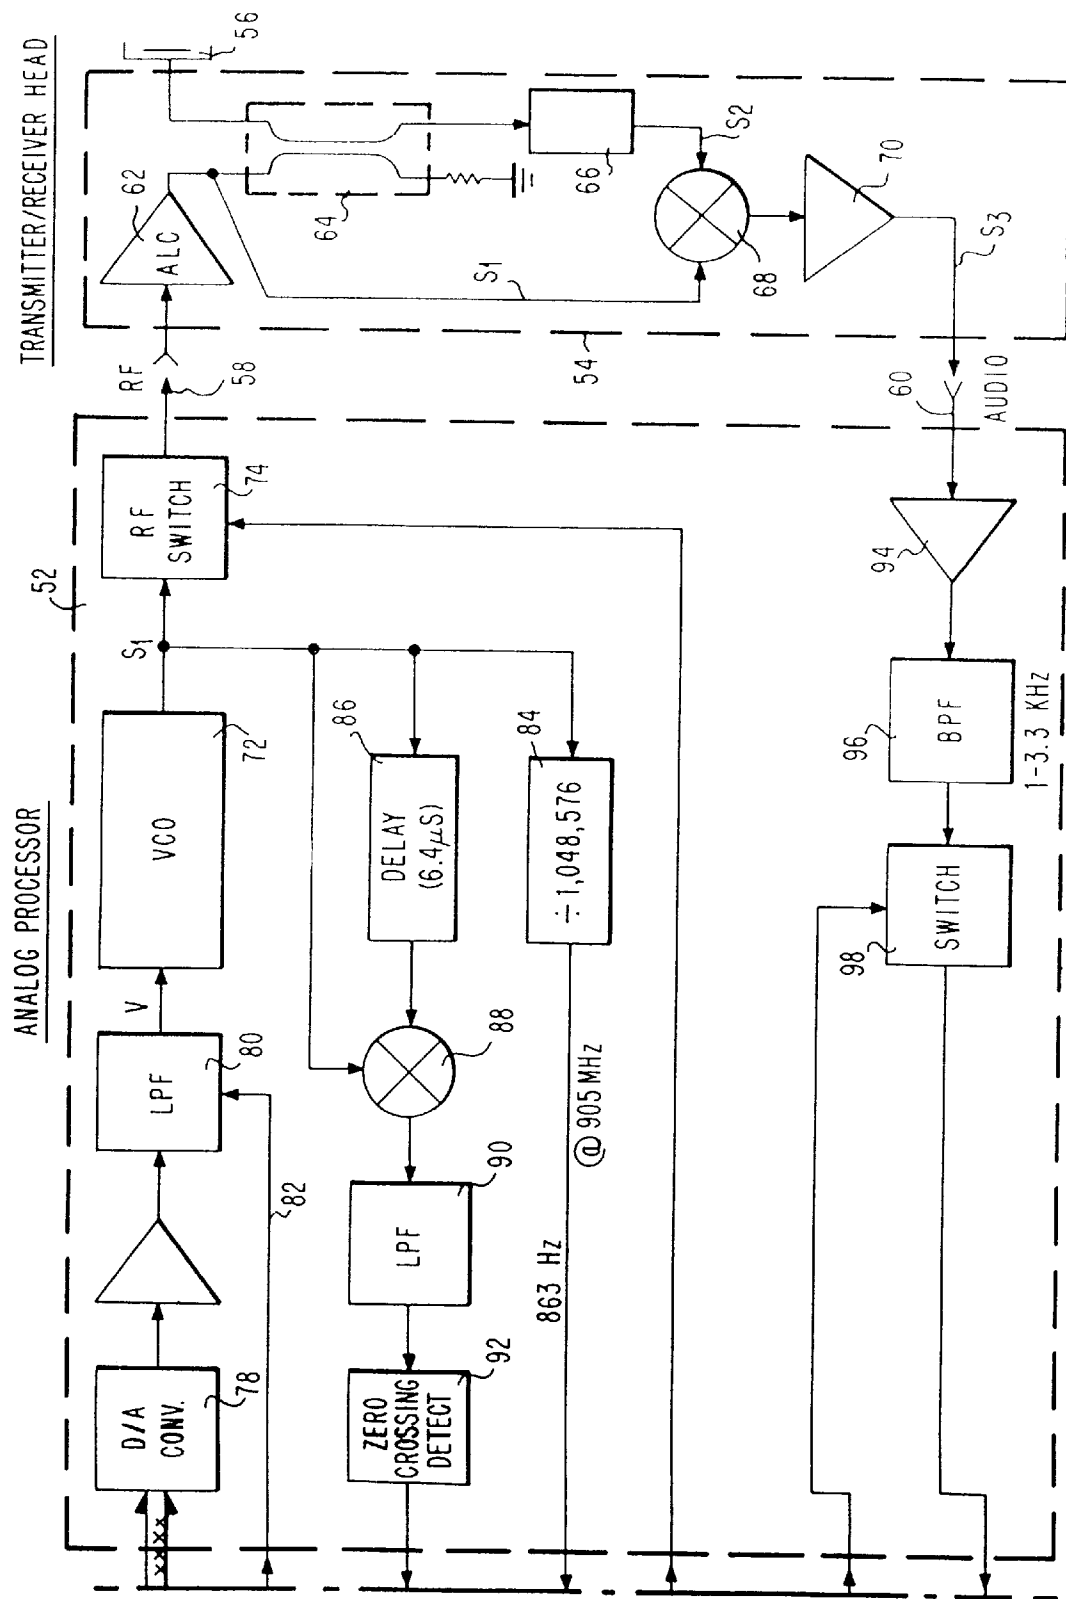 ANALOG PROCESSOR
TRANSMITTER/RECEIVER HEAD
52
D/A
CONV.
78
LPF
80
82
V
VCO
72
S1
RF
SWITCH
74
RF
58
ALC
62
56
64
66
S2
S1
68
70
S3
54
ZERO
CROSSING
DETECT
92
LPF
90
88
DELAY
(6.4µS)
86
÷1,048,576
84
863 Hz
@905MHz
SWITCH
98
BPF
96
1-3.3 KHz
94
60
AUDIO